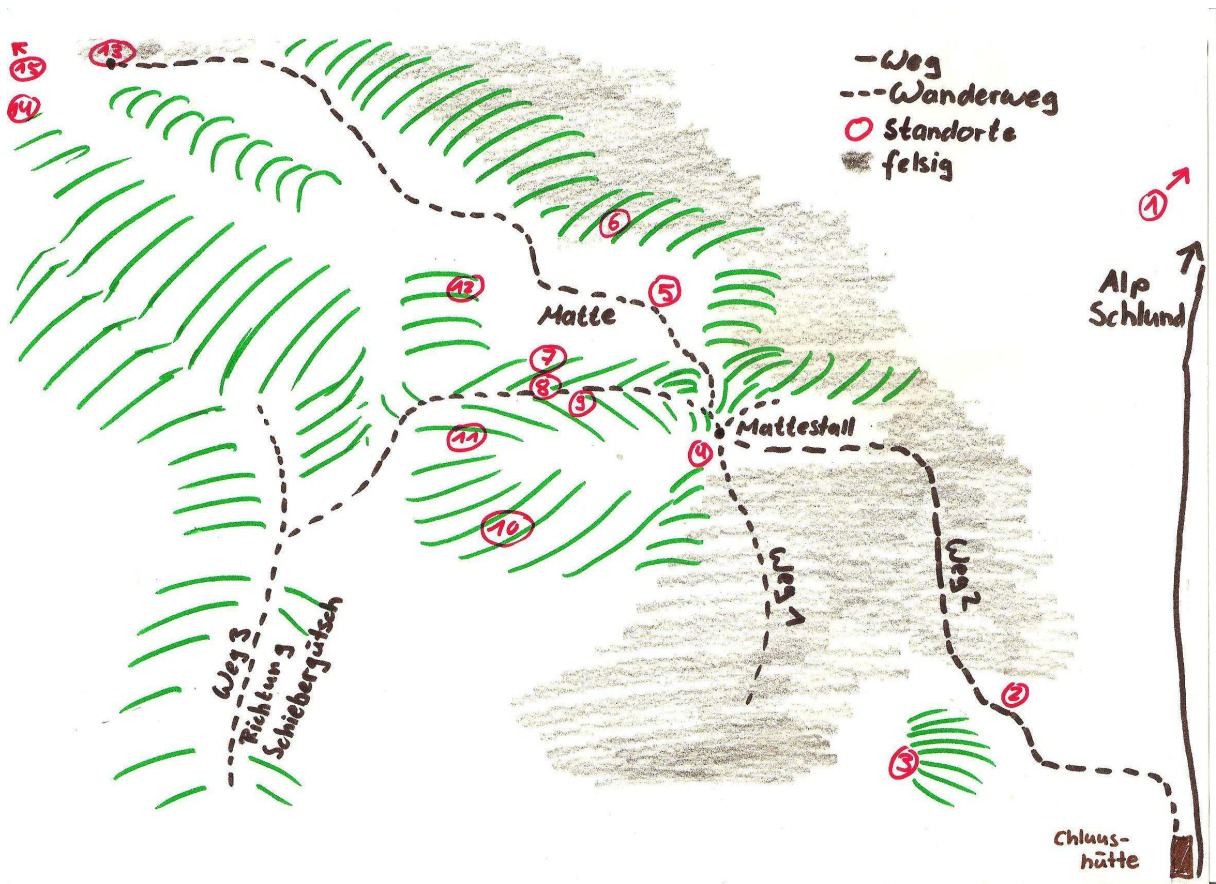 Weg
Wanderweg
Standorte
felsig
15
13
14
1
6
Alp
Schlund
12
5
Matte
7
8
9
11
Mattestall
4
10
Weg 1
Weg 2
Weg 3
Richtung
Schiebergütsch
2
3
Chluus-
hütte